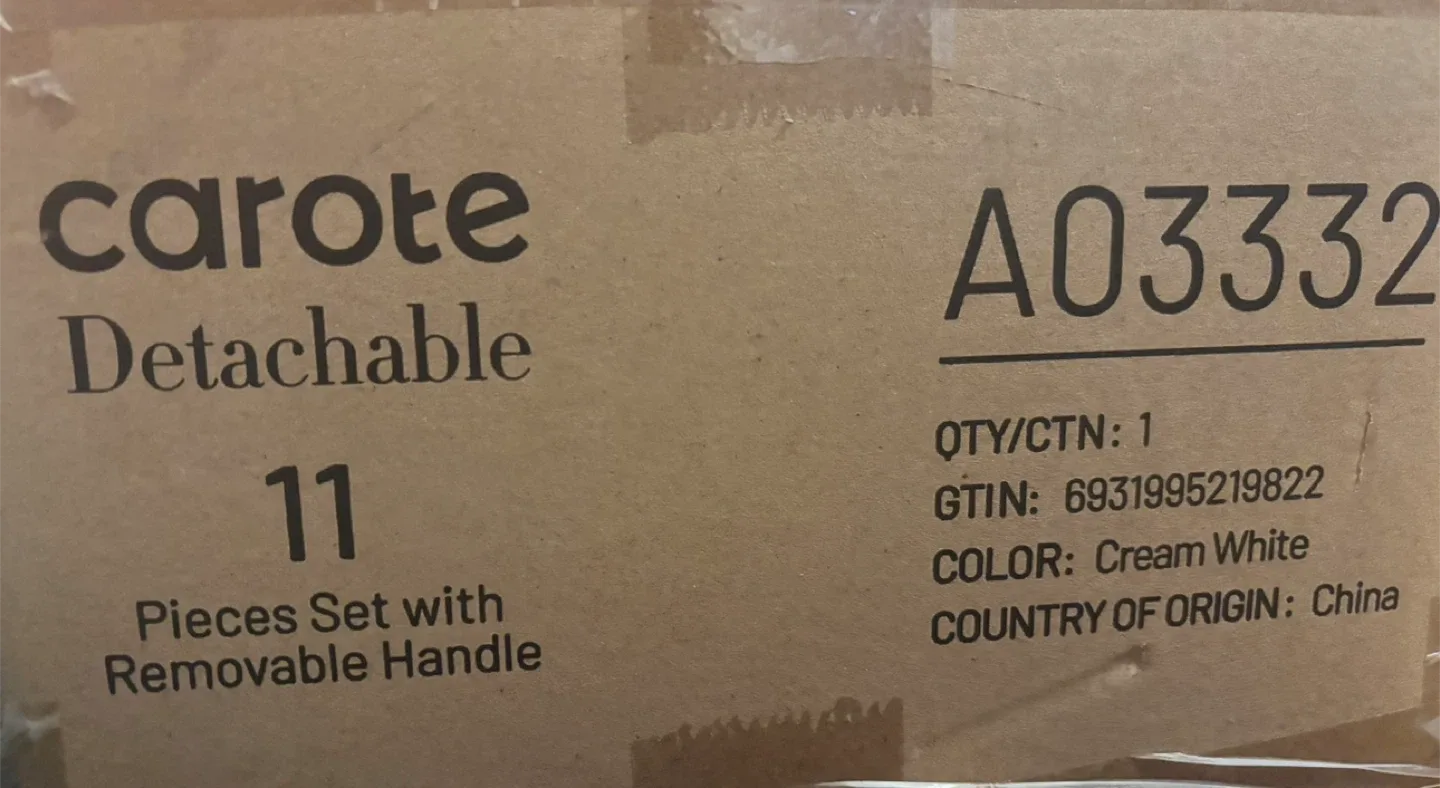 carote
Detachable
11
Pieces Set with
Removable Handle
A03332
QTY/CTN: 1
GTIN: 6931995219822
COLOR: Cream White
COUNTRY OF ORIGIN: China